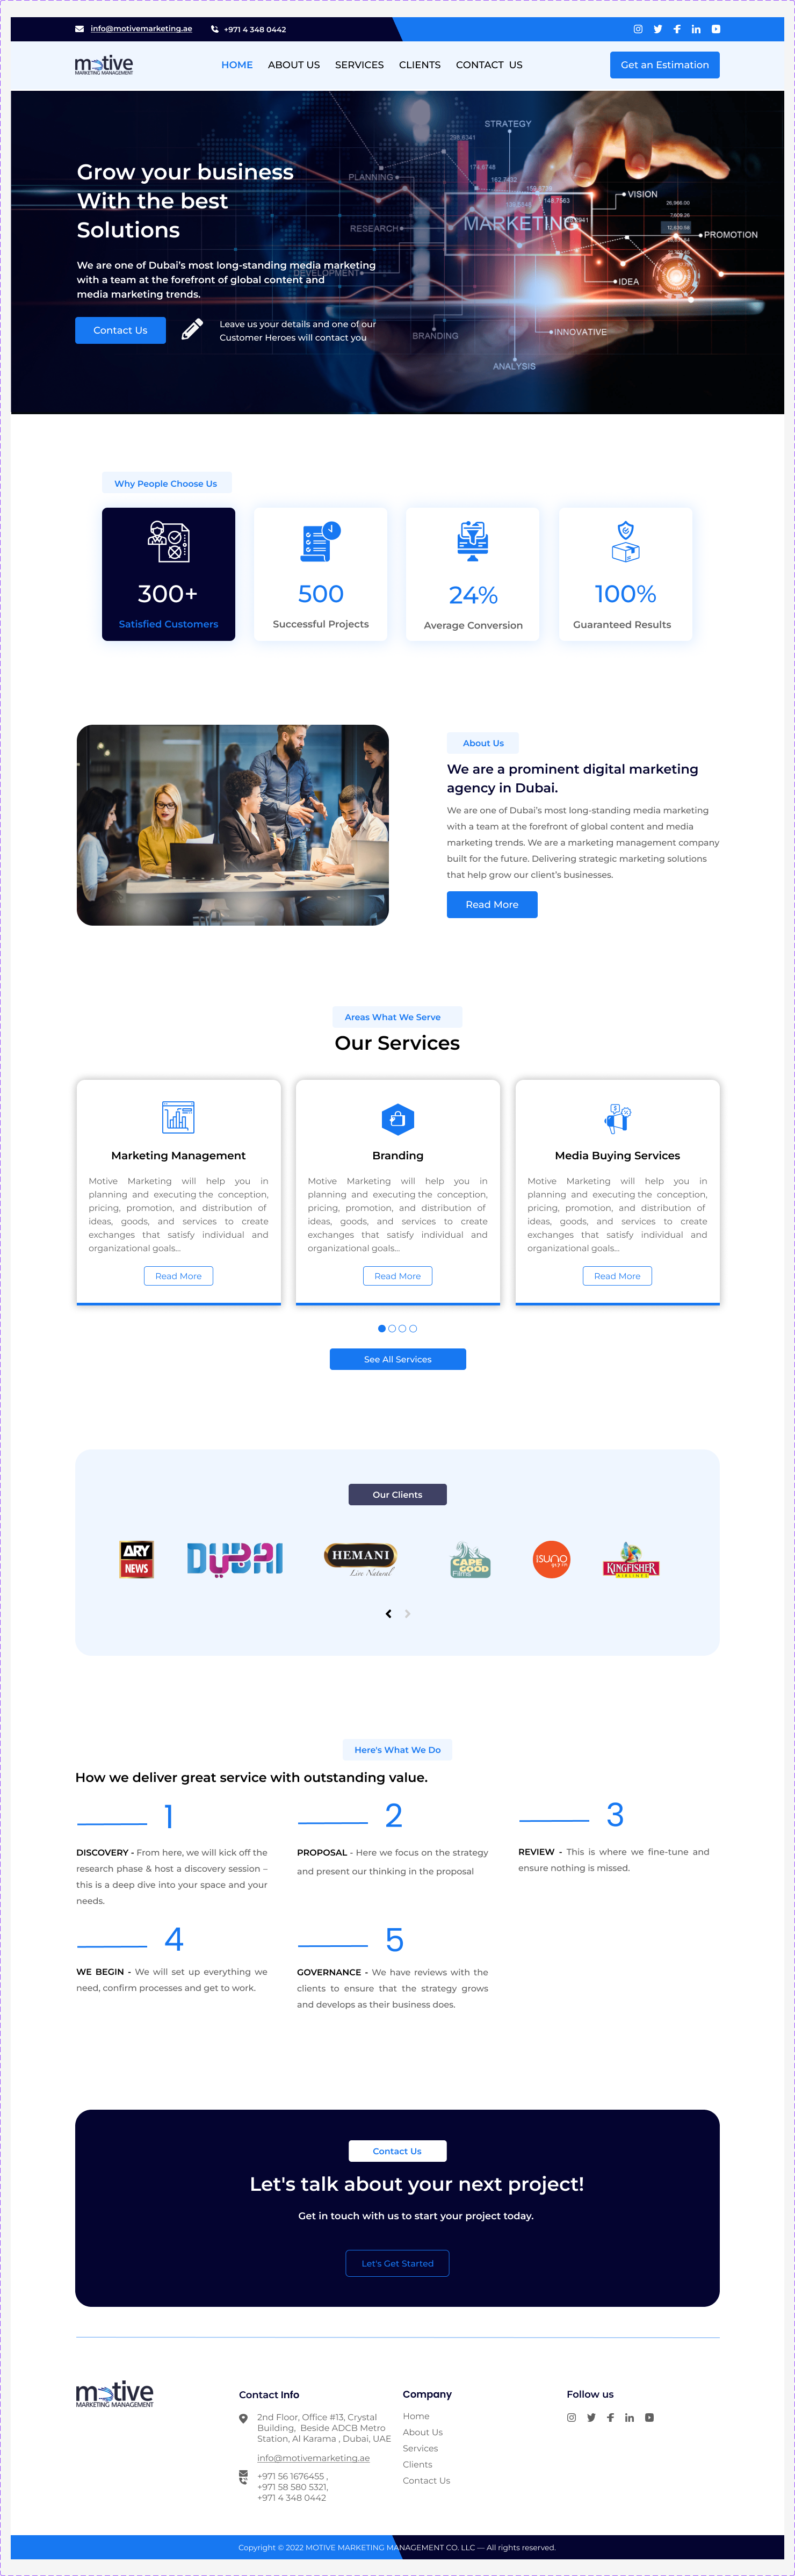 info@motivemarketing.ae
+971 4 348 0442
motive
MARKETING MANAGEMENT
HOME
ABOUT US
SERVICES
CLIENTS
CONTACT US
Get an Estimation
STRATEGY
298.6341
174.6748
PLANNING
167.7432
158.8728
148.7563
138.5546
VISION
26,966.00
7,609.26
12,630.58
Grow your business
With the best
Solutions
MARKETING
RESEARCH
PROMOTION
We are one of Dubai's most long-standing media marketing
with a team at the forefront of global content and
media marketing trends.
DEVELOPMENT
IDEA
Contact Us
Leave us your details and one of our
Customer Heroes will contact you
BRANDING
INNOVATIVE
ANALYSIS
Why People Choose Us
300+
Satisfied Customers
500
Successful Projects
24%
Average Conversion
100%
Guaranteed Results
About Us
We are a prominent digital marketing
agency in Dubai.
We are one of Dubai's most long-standing media marketing
with a team at the forefront of global content and media
marketing trends. We are a marketing management company
built for the future. Delivering strategic marketing solutions
that help grow our client's businesses.
Read More
Areas What We Serve
Our Services
Marketing Management
Motive Marketing will help you in
planning and executing the conception,
pricing, promotion, and distribution of
ideas, goods, and services to create
exchanges that satisfy individual and
organizational goals...
Read More
Branding
Motive Marketing will help you in
planning and executing the conception,
pricing, promotion, and distribution of
ideas, goods, and services to create
exchanges that satisfy individual and
organizational goals...
Read More
Media Buying Services
Motive Marketing will help you in
planning and executing the conception,
pricing, promotion, and distribution of
ideas, goods, and services to create
exchanges that satisfy individual and
organizational goals...
Read More
See All Services
Our Clients
ARY
NEWS
DUBAI
HEMANI
Live Natural
CAPE
GOOD
Films
ISUNO
KINGFISHER
AIRLINES
Here's What We Do
How we deliver great service with outstanding value.
1
DISCOVERY - From here, we will kick off the
research phase & host a discovery session –
this is a deep dive into your space and your
needs.
2
PROPOSAL - Here we focus on the strategy
and present our thinking in the proposal
3
REVIEW - This is where we fine-tune and
ensure nothing is missed.
4
WE BEGIN - We will set up everything we
need, confirm processes and get to work.
5
GOVERNANCE - We have reviews with the
clients to ensure that the strategy grows
and develops as their business does.
Contact Us
Let's talk about your next project!
Get in touch with us to start your project today.
Let's Get Started
motive
MARKETING MANAGEMENT
Contact Info
2nd Floor, Office #13, Crystal
Building, Beside ADCB Metro
Station, Al Karama , Dubai, UAE
info@motivemarketing.ae
+971 56 1676455 ,
+971 58 580 5321,
+971 4 348 0442
Company
Home
About Us
Services
Clients
Contact Us
Follow us
Copyright © 2022 MOTIVE MARKETING MANAGEMENT CO. LLC — All rights reserved.